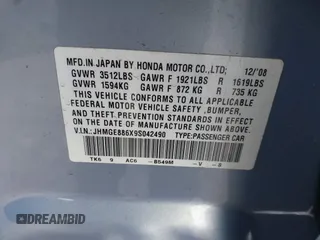 MFD.IN JAPAN BY HONDA MOTOR CO.,LTD. 12/'08
GVWR 3512LBS GAWR F 1921LBS R 1619LBS
GVWR 1594KG GAWR F 872 KG R 735 KG
THIS VEHICLE CONFORMS TO ALL APPLICABLE
FEDERAL MOTOR VEHICLE SAFETY, BUMPER,
AND THEFT PREVENTION STANDARDS IN EFFECT
ON THE DATE OF MANUFACTURE SHOWN ABOVE.
V.I.N.:JHMGE886X9S042490 TYPE:PASSENGER CAR
TK6 9 AC6 -B549M -V -B
DREAMBID